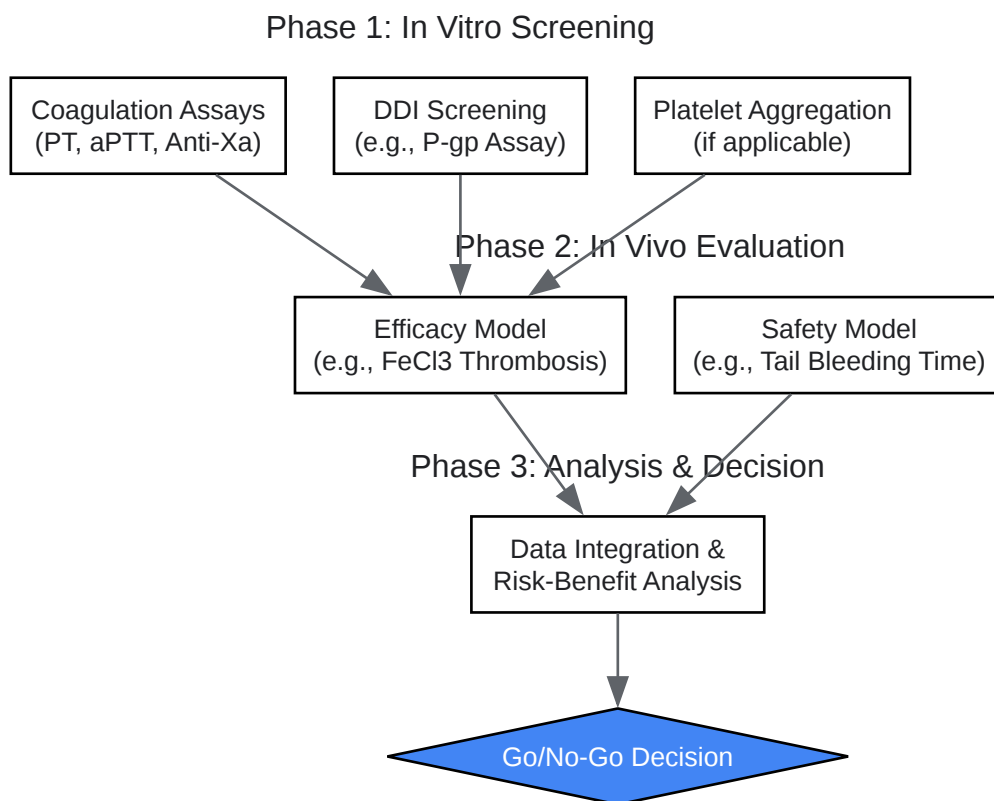 Phase 1: In Vitro Screening
Coagulation Assays
(PT, aPTT, Anti-Xa)
DDI Screening
(e.g., P-gp Assay)
Platelet Aggregation
(if applicable)
Phase 2: In Vivo Evaluation
Efficacy Model
(e.g., FeCl3 Thrombosis)
Safety Model
(e.g., Tail Bleeding Time)
Phase 3: Analysis & Decision
Data Integration &
Risk-Benefit Analysis
Go/No-Go Decision